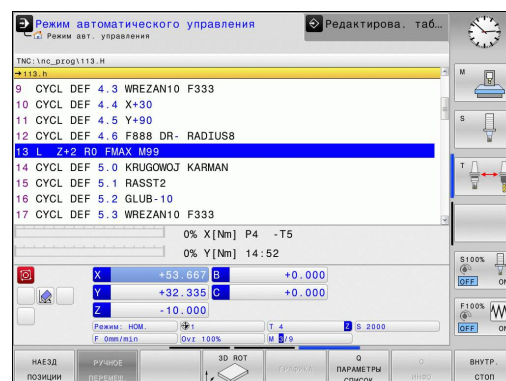 Режим автоматического управления
Редактирова. таб…
Режим авт. управления
TNC:\nc_prog\113.H
→113.h
9 CYCL DEF 4.3 WREZAN10 F333
10 CYCL DEF 4.4 X+30
11 CYCL DEF 4.5 Y+90
12 CYCL DEF 4.6 F888 DR- RADIUS8
13 L Z+2 R0 FMAX M99
14 CYCL DEF 5.0 KRUGOWOJ KARMAN
15 CYCL DEF 5.1 RASST2
16 CYCL DEF 5.2 GLUB-10
17 CYCL DEF 5.3 WREZAN10 F333
0% X[Nm] P4 -T5
0% Y[Nm] 14:52
X +53.667 B +0.000
Y +32.335 C +0.000
Z -10.000
Режим: НОМ. 1 T 4 Z S 2000
F 0mm/min Ovr 100% M 8/9
M
S
T
S100%
OFF ON
F100%
OFF ON
НАЕЗД ПОЗИЦИИ
РУЧНОЕ ПЕРЕМЕЩ.
3D ROT
ГРАФИКА
Q ПАРАМЕТРЫ СПИСОК
Q ИНФО
ВНУТР. СТОП